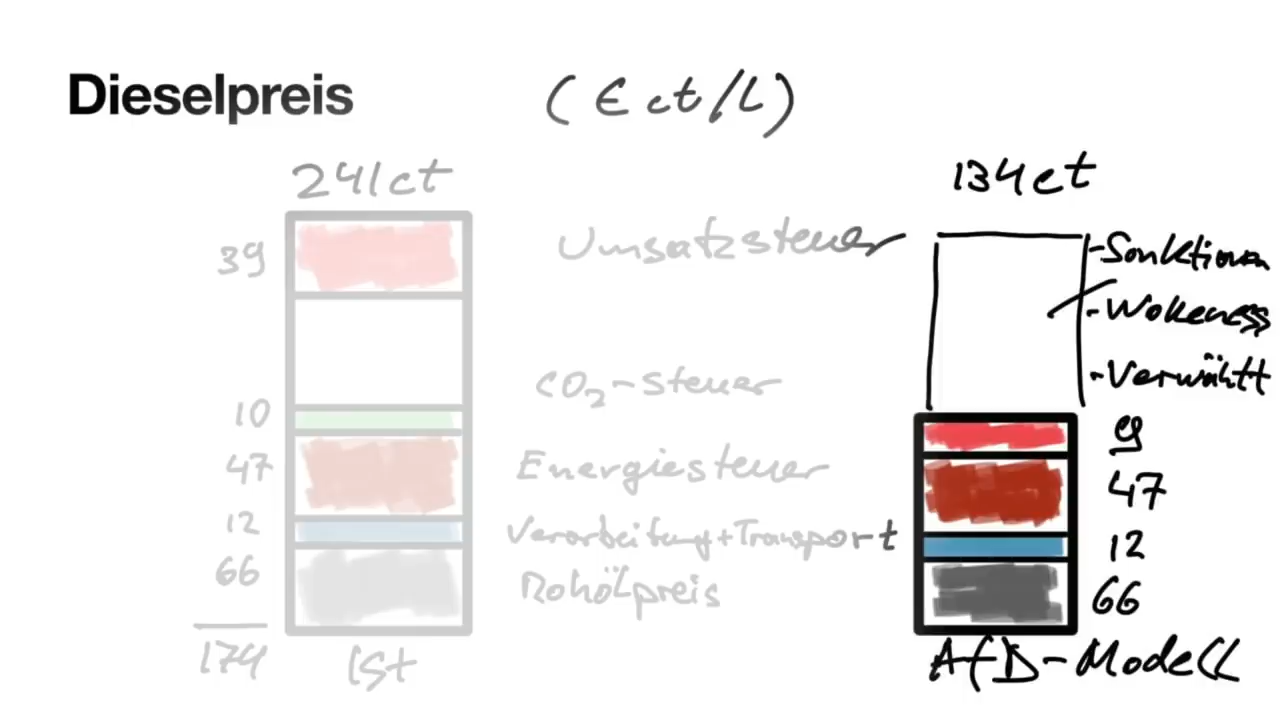 Dieselpreis (€ct/L)
241ct
134ct
39
Umsatzsteuer
-Sanktionen
-Wokeness
CO2-Steuer
10
9
47
Energiesteuer
47
12
Verarbeitung+Transport
12
66
Rohölpreis
66
174
Ist
AfD-Modell